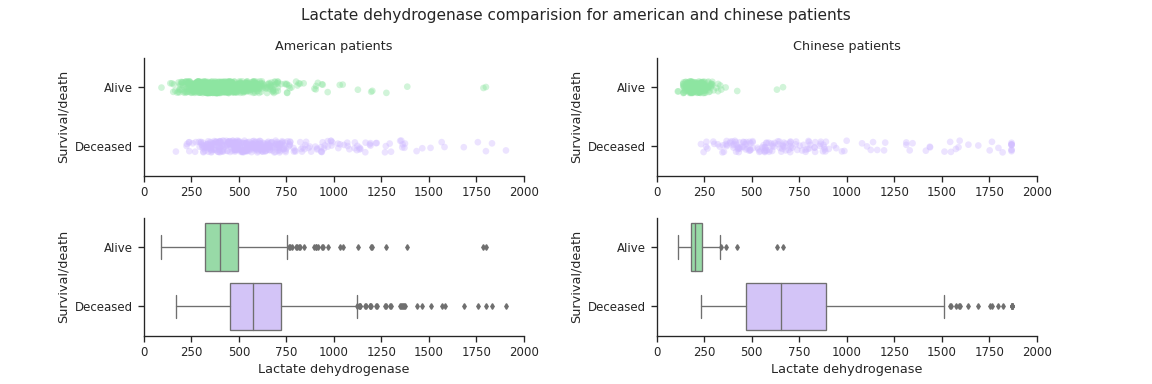 Lactate dehydrogenase comparision for american and chinese patients
American patients
Survival/death
Alive
Deceased
0 250 500 750 1000 1250 1500 1750 2000
Chinese patients
Survival/death
Alive
Deceased
0 250 500 750 1000 1250 1500 1750 2000
Survival/death
Alive
Deceased
0 250 500 750 1000 1250 1500 1750 2000
Lactate dehydrogenase
Survival/death
Alive
Deceased
0 250 500 750 1000 1250 1500 1750 2000
Lactate dehydrogenase